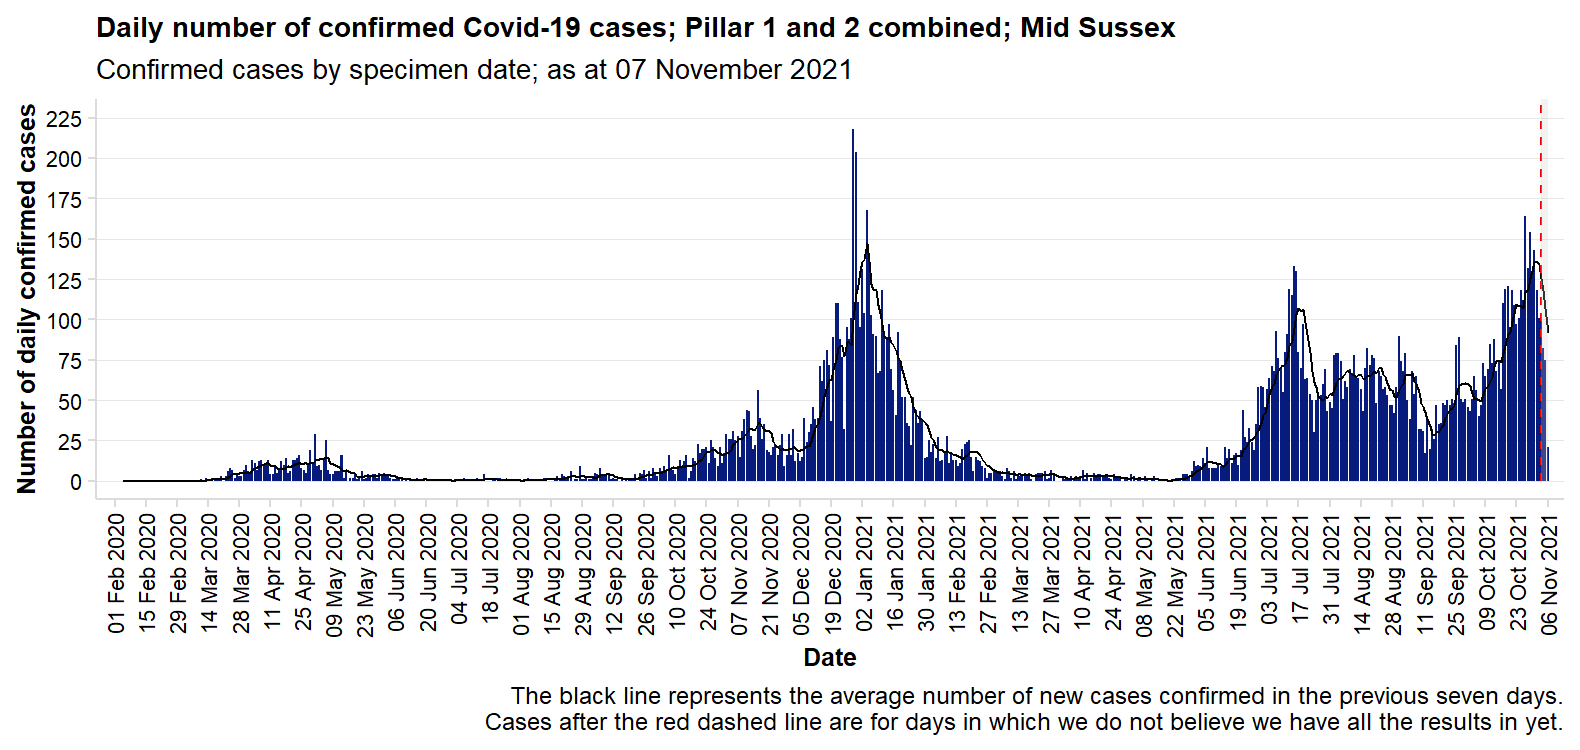 Daily number of confirmed Covid-19 cases; Pillar 1 and 2 combined; Mid Sussex
Confirmed cases by specimen date; as at 07 November 2021
Number of daily confirmed cases
225
200
175
150
125
100
75
50
25
0
01 Feb 2020
15 Feb 2020
29 Feb 2020
14 Mar 2020
28 Mar 2020
11 Apr 2020
25 Apr 2020
09 May 2020
23 May 2020
06 Jun 2020
20 Jun 2020
04 Jul 2020
18 Jul 2020
01 Aug 2020
15 Aug 2020
29 Aug 2020
12 Sep 2020
26 Sep 2020
10 Oct 2020
24 Oct 2020
07 Nov 2020
21 Nov 2020
05 Dec 2020
19 Dec 2020
02 Jan 2021
16 Jan 2021
30 Jan 2021
13 Feb 2021
27 Feb 2021
13 Mar 2021
27 Mar 2021
10 Apr 2021
24 Apr 2021
08 May 2021
22 May 2021
05 Jun 2021
19 Jun 2021
03 Jul 2021
17 Jul 2021
31 Jul 2021
14 Aug 2021
28 Aug 2021
11 Sep 2021
25 Sep 2021
09 Oct 2021
23 Oct 2021
06 Nov 2021
Date
The black line represents the average number of new cases confirmed in the previous seven days.
Cases after the red dashed line are for days in which we do not believe we have all the results in yet.